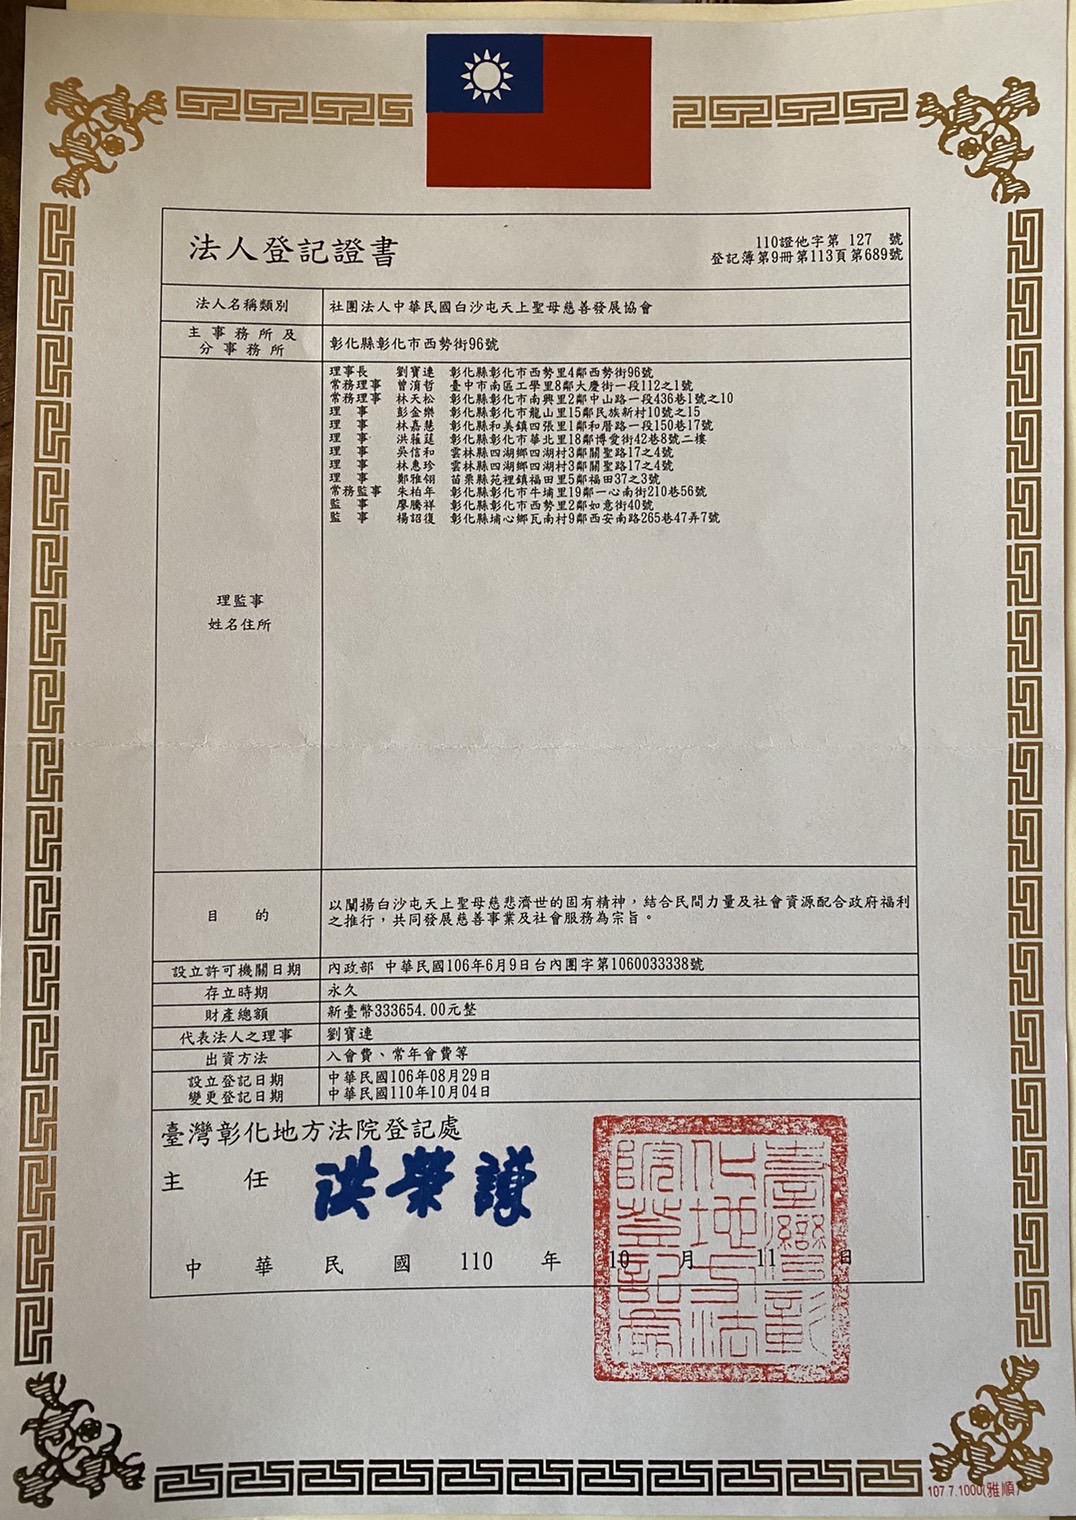 法人登記證書
110證他字第 127 號
登記簿第9冊第113頁第689號
法人名稱類別 社團法人中華民國白沙屯天上聖母慈善發展協會
主事務所及
分事務所 彰化縣彰化市西勢街96號
理監事
姓名住所
理事長 劉寶連 彰化縣彰化市西勢里4鄰西勢街96號
常務理事 曾湞哲 臺中市南區工學里8鄰大慶街一段112之1號
常務理事 林天松 彰化縣彰化市南興里2鄰中山路一段436巷1號之10
理事 彭金樂 彰化縣彰化市龍山里15鄰民族新村10號之15
理事 林嘉慧 彰化縣和美鎮四張里1鄰和厝路一段150巷17號
理事 洪莛 彰化縣彰化市華北里18鄰博愛街42巷8號二樓
理事 吳信和 雲林縣四湖鄉四湖村3鄰關聖路17之4號
理事 林惠珍 雲林縣四湖鄉四湖村3鄰關聖路17之4號
理事 鄭雅翎 苗栗縣苑裡鎮福田里5鄰福田37之3號
常務監事 朱柏年 彰化縣彰化市牛埔里19鄰一心南街210巷56號
監事 廖騰祥 彰化縣彰化市西勢里2鄰如意街40號
監事 楊詔復 彰化縣埔心鄉瓦南村9鄰西安南路265巷47弄7號
目的 以闡揚白沙屯天上聖母慈悲濟世的固有精神，結合民間力量及社會資源配合政府福利
之推行，共同發展慈善事業及社會服務為宗旨。
設立許可機關日期 內政部 中華民國106年6月9日台內團字第1060033338號
存立時期 永久
財產總額 新臺幣333654.00元整
代表法人之理事 劉寶連
出資方法 入會費、常年會費等
設立登記日期 中華民國106年08月29日
變更登記日期 中華民國110年10月04日
臺灣彰化地方法院登記處
主任 洪榮謙
中華民國 110 年 10 月 11 日
臺灣彰化地方法院登記處
107.7.1000(雅順)